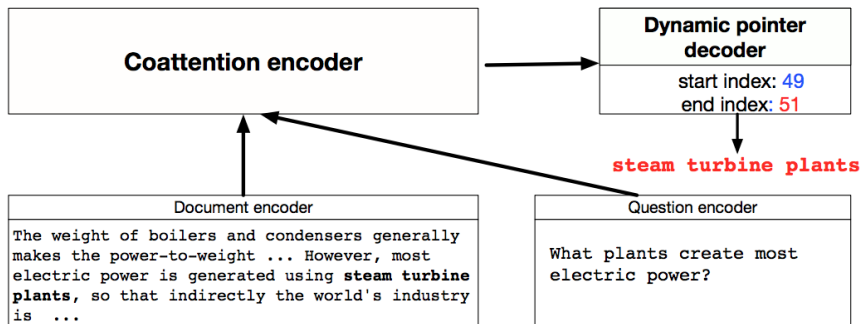 Coattention encoder
Dynamic pointer
decoder
start index: 49
end index: 51
steam turbine plants
Document encoder
The weight of boilers and condensers generally
makes the power-to-weight ... However, most
electric power is generated using steam turbine
plants, so that indirectly the world's industry
is ...
Question encoder
What plants create most
electric power?